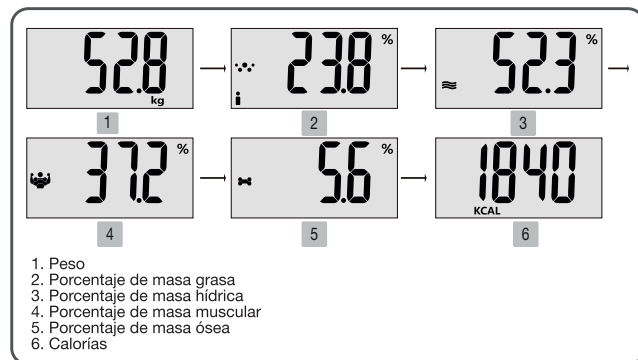 52.8
kg
1
23.8 %
2
52.3 %
3
37.2 %
4
5.6 %
5
1840
KCAL
6
1. Peso
2. Porcentaje de masa grasa
3. Porcentaje de masa hídrica
4. Porcentaje de masa muscular
5. Porcentaje de masa ósea
6. Calorías